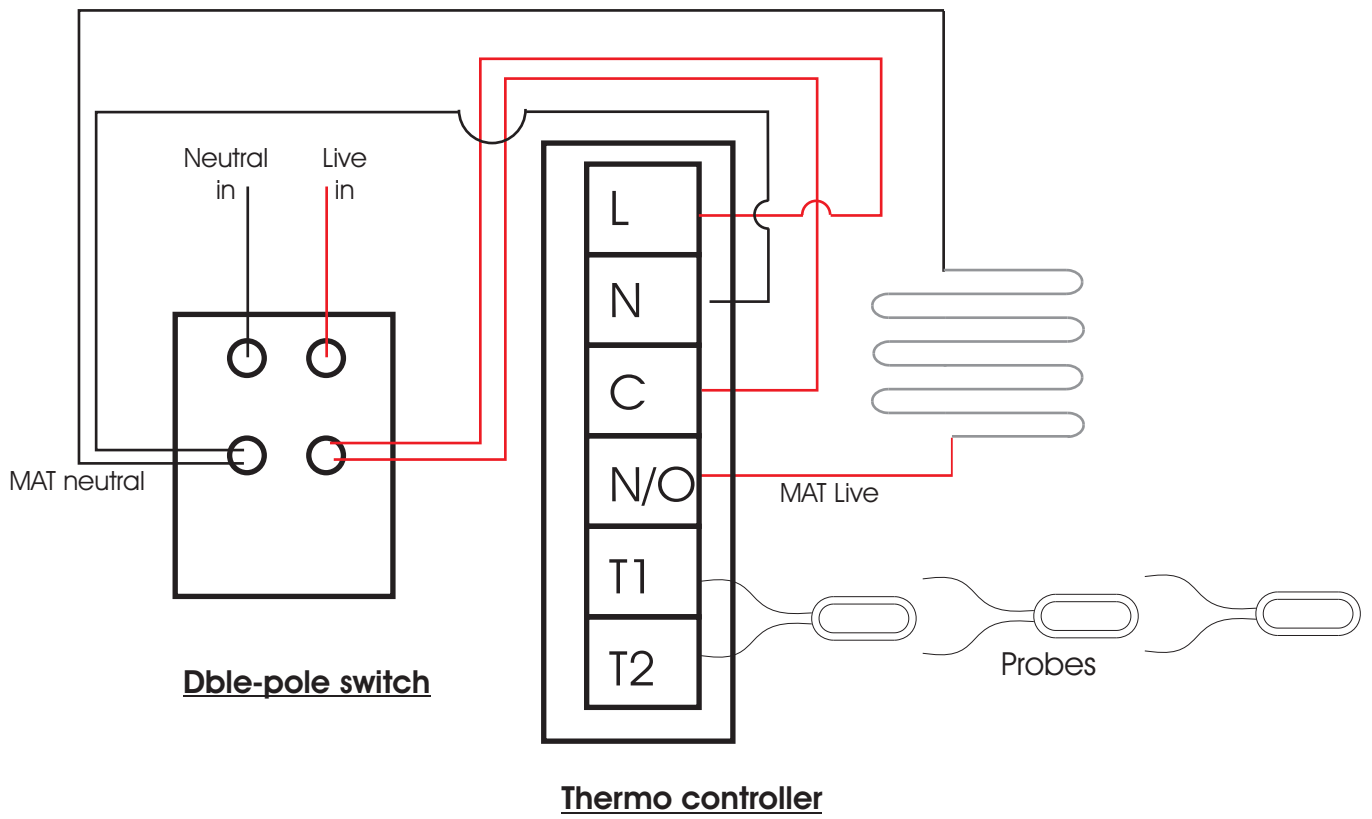 Neutral
in
Live
in
L
N
C
N/O
T1
T2
MAT neutral
MAT Live
Probes
Dble-pole switch
Thermo controller